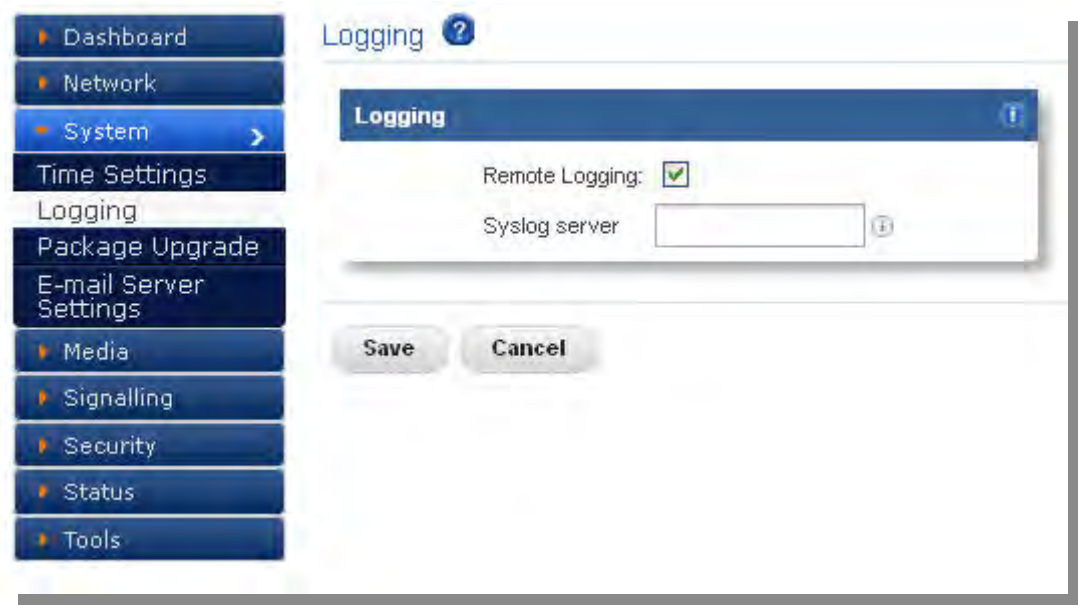 Dashboard
Network
System
Time Settings
Logging
Package Upgrade
E-mail Server
Settings
Media
Signalling
Security
Status
Tools
Logging ?
Logging i
Remote Logging:
Syslog server i
Save Cancel